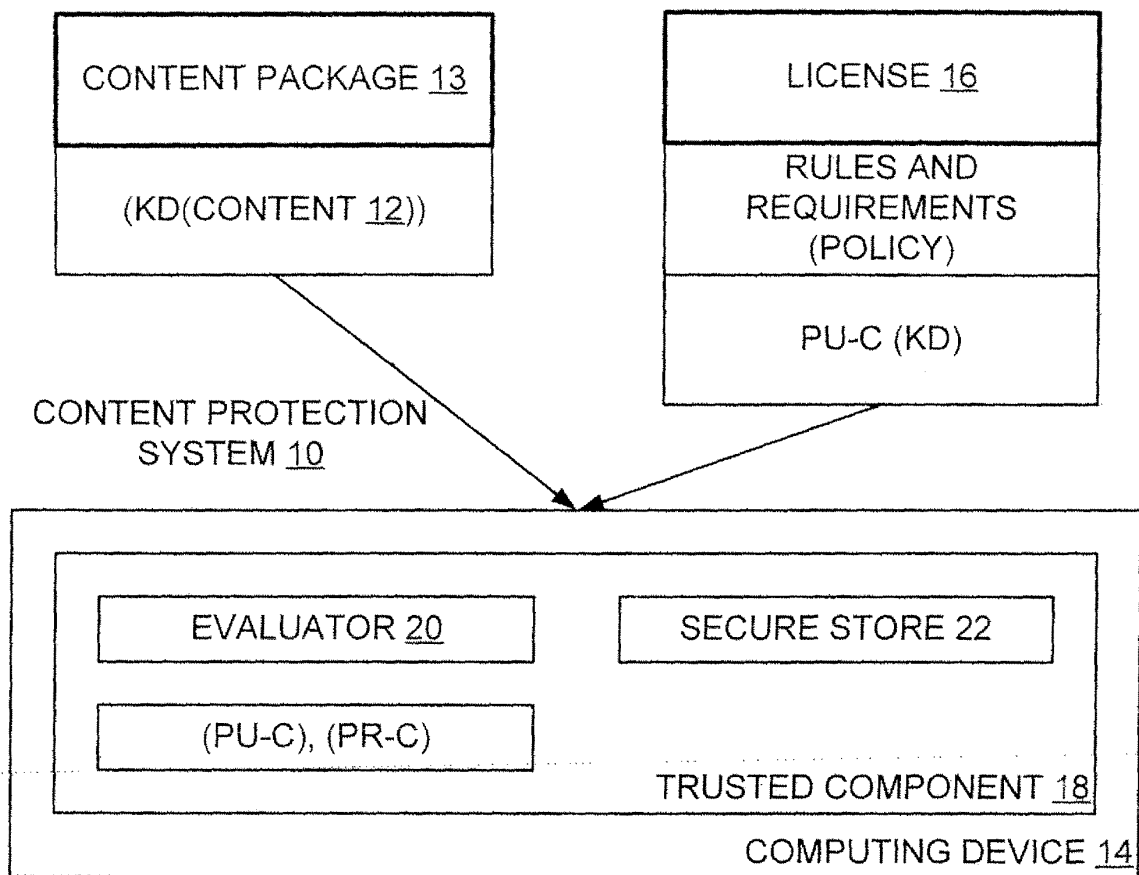 CONTENT PACKAGE 13
(KD(CONTENT 12))
LICENSE 16
RULES AND
REQUIREMENTS
(POLICY)
PU-C (KD)
CONTENT PROTECTION
SYSTEM 10
EVALUATOR 20
SECURE STORE 22
(PU-C), (PR-C)
TRUSTED COMPONENT 18
COMPUTING DEVICE 14